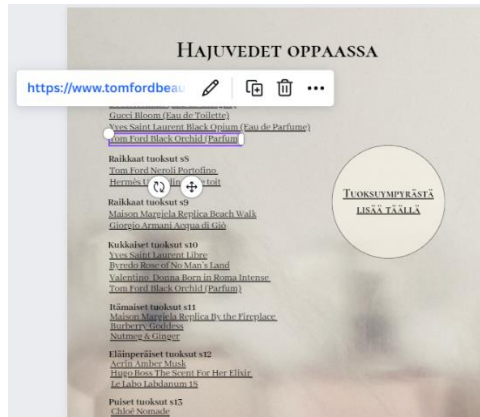 HAJUVEDET OPPAASSA
https://www.tomfordbeau
Gucci Bloom (Eau de Toilette)
Yves Saint Laurent Black Opium (Eau de Parfume)
Tom Ford Black Orchid (Parfum
Raikkaat tuoksut s8
Tom Ford Neroli Portofino
Hermès
Raikkaat tuoksut s9
Maison Margiela Replica Beach Walk
Giorgio Armani Acqua di Giò
TUOKSUYMPYRÄSTÄ
LISÄÄ TÄÄLLÄ
Kukkaiset tuoksut s10
Yves Saint Laurent Libre
Byredo Rose of No Man's Land
Valentino Donna Born in Roma Intense
Tom Ford Black Orchid (Parfum)
Itämaiset tuoksut s11
Maison Margiela Replica By the Fireplace
Burberry Goddess
Nutmeg & Ginger
Eläinperäiset tuoksut s12
Aerin Amber Musk
Hugo Boss The Scent For Her Elixir
Le Labo Labdanum 18
Puiset tuoksut s13
Chloé Nomade